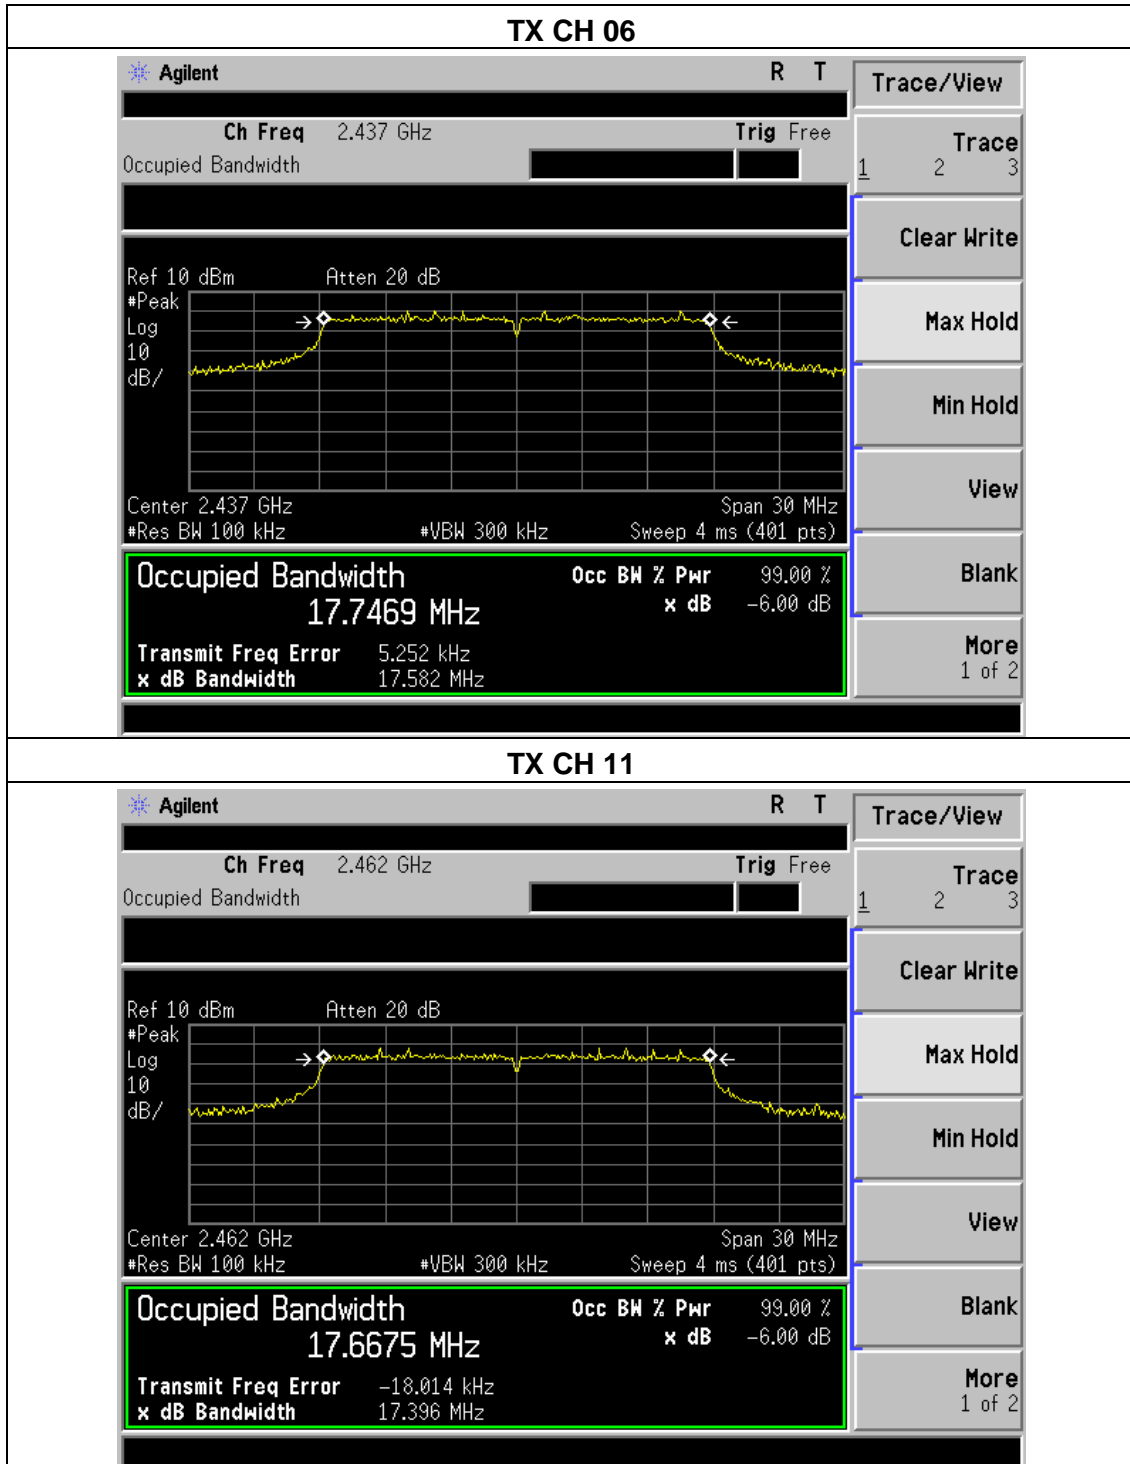 TX CH 06
Agilent R T
Trace/View
Ch Freq 2.437 GHz Trig Free
Occupied Bandwidth
Trace
1 2 3
Clear Write
Ref 10 dBm Atten 20 dB
#Peak
Log
10
dB/
Max Hold
Min Hold
View
Center 2.437 GHz Span 30 MHz
#Res BW 100 kHz #VBW 300 kHz Sweep 4 ms (401 pts)
Occupied Bandwidth Occ BW % Pwr 99.00 %
17.7469 MHz x dB -6.00 dB
Blank
Transmit Freq Error 5.252 kHz
x dB Bandwidth 17.582 MHz
More
1 of 2
TX CH 11
Agilent R T
Trace/View
Ch Freq 2.462 GHz Trig Free
Occupied Bandwidth
Trace
1 2 3
Clear Write
Ref 10 dBm Atten 20 dB
#Peak
Log
10
dB/
Max Hold
Min Hold
View
Center 2.462 GHz Span 30 MHz
#Res BW 100 kHz #VBW 300 kHz Sweep 4 ms (401 pts)
Occupied Bandwidth Occ BW % Pwr 99.00 %
17.6675 MHz x dB -6.00 dB
Blank
Transmit Freq Error -18.014 kHz
x dB Bandwidth 17.396 MHz
More
1 of 2